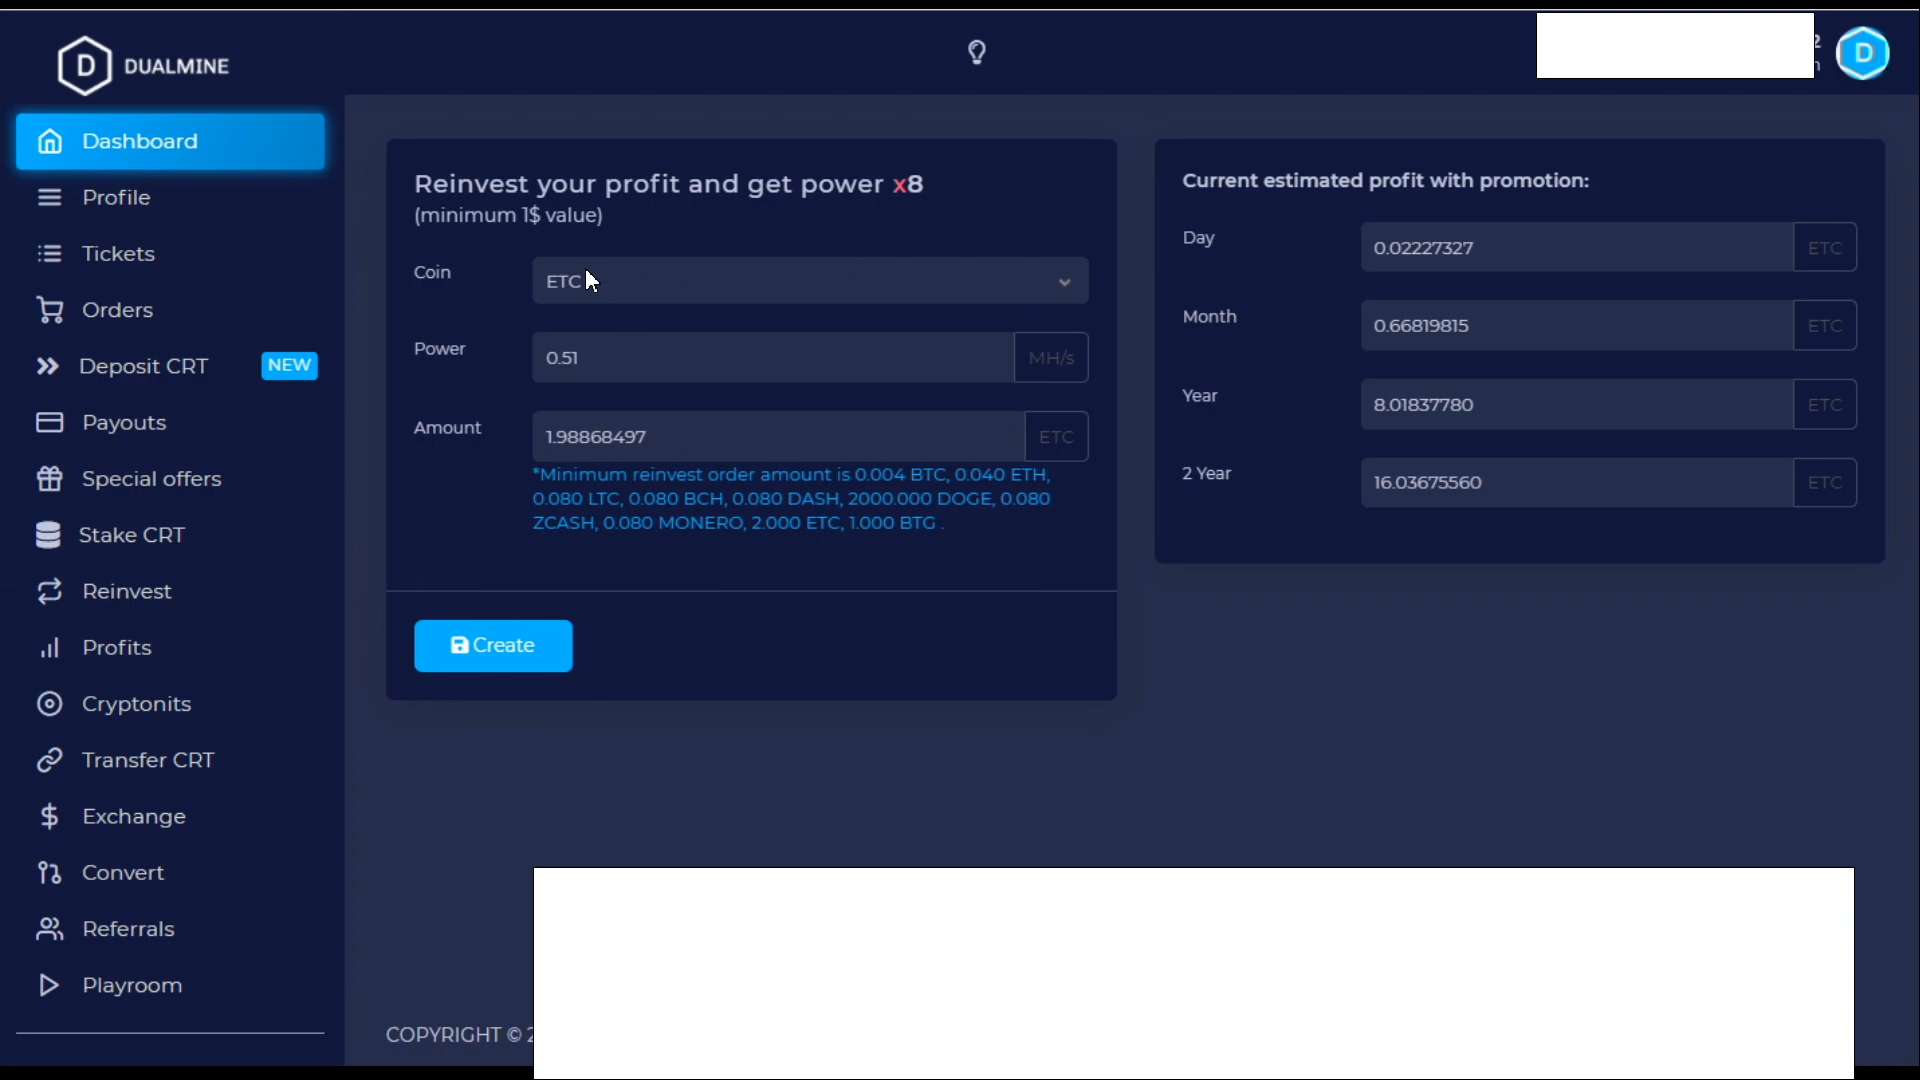 DUALMINE
Dashboard
Profile
Tickets
Orders
Deposit CRT NEW
Payouts
Special offers
Stake CRT
Reinvest
Profits
Cryptonits
Transfer CRT
Exchange
Convert
Referrals
Playroom
Reinvest your profit and get power x8
(minimum 1$ value)
Coin ETC
Power 0.51 MH/s
Amount 1.98868497 ETC
*Minimum reinvest order amount is 0.004 BTC, 0.040 ETH,
0.080 LTC, 0.080 BCH, 0.080 DASH, 2000.000 DOGE, 0.080
ZCASH, 0.080 MONERO, 2.000 ETC, 1.000 BTG .
Create
Current estimated profit with promotion:
Day 0.02227327 ETC
Month 0.66819815 ETC
Year 8.01837780 ETC
2 Year 16.03675560 ETC
D
D
COPYRIGHT ©